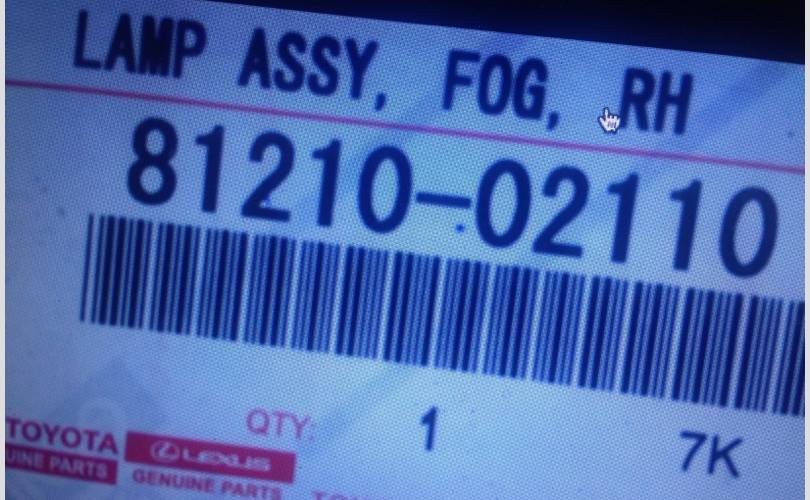 LAMP ASSY, FOG, RH
81210-02110
QTY: 1 7K
TOYOTA LEXUS
UINE PARTS GENUINE PARTS